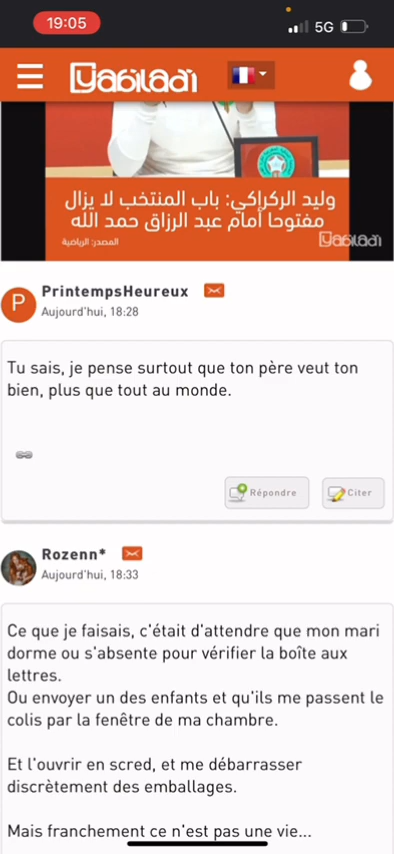 19:05
5G
Yabiladi
وليد الركراكي: باب المنتخب لا يزال
مفتوحا أمام عبد الرزاق حمد الله
المصدر: الرياضية
Yabiladi
P
PrintempsHeureux
Aujourd'hui, 18:28
Tu sais, je pense surtout que ton père veut ton
bien, plus que tout au monde.
Répondre
Citer
Rozenn*
Aujourd'hui, 18:33
Ce que je faisais, c'était d'attendre que mon mari
dorme ou s'absente pour vérifier la boîte aux
lettres.
Ou envoyer un des enfants et qu'ils me passent le
colis par la fenêtre de ma chambre.
Et l'ouvrir en scred, et me débarrasser
discrètement des emballages.
Mais franchement ce n'est pas une vie...